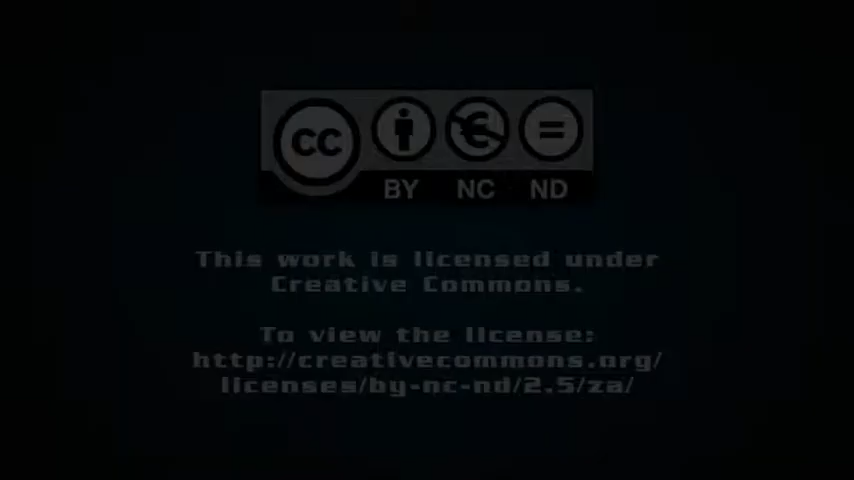 CC
BY NC ND
This work is licensed under
Creative Commons.
To view the license:
http://creativecommons.org/
licenses/by-nc-nd/2.5/za/